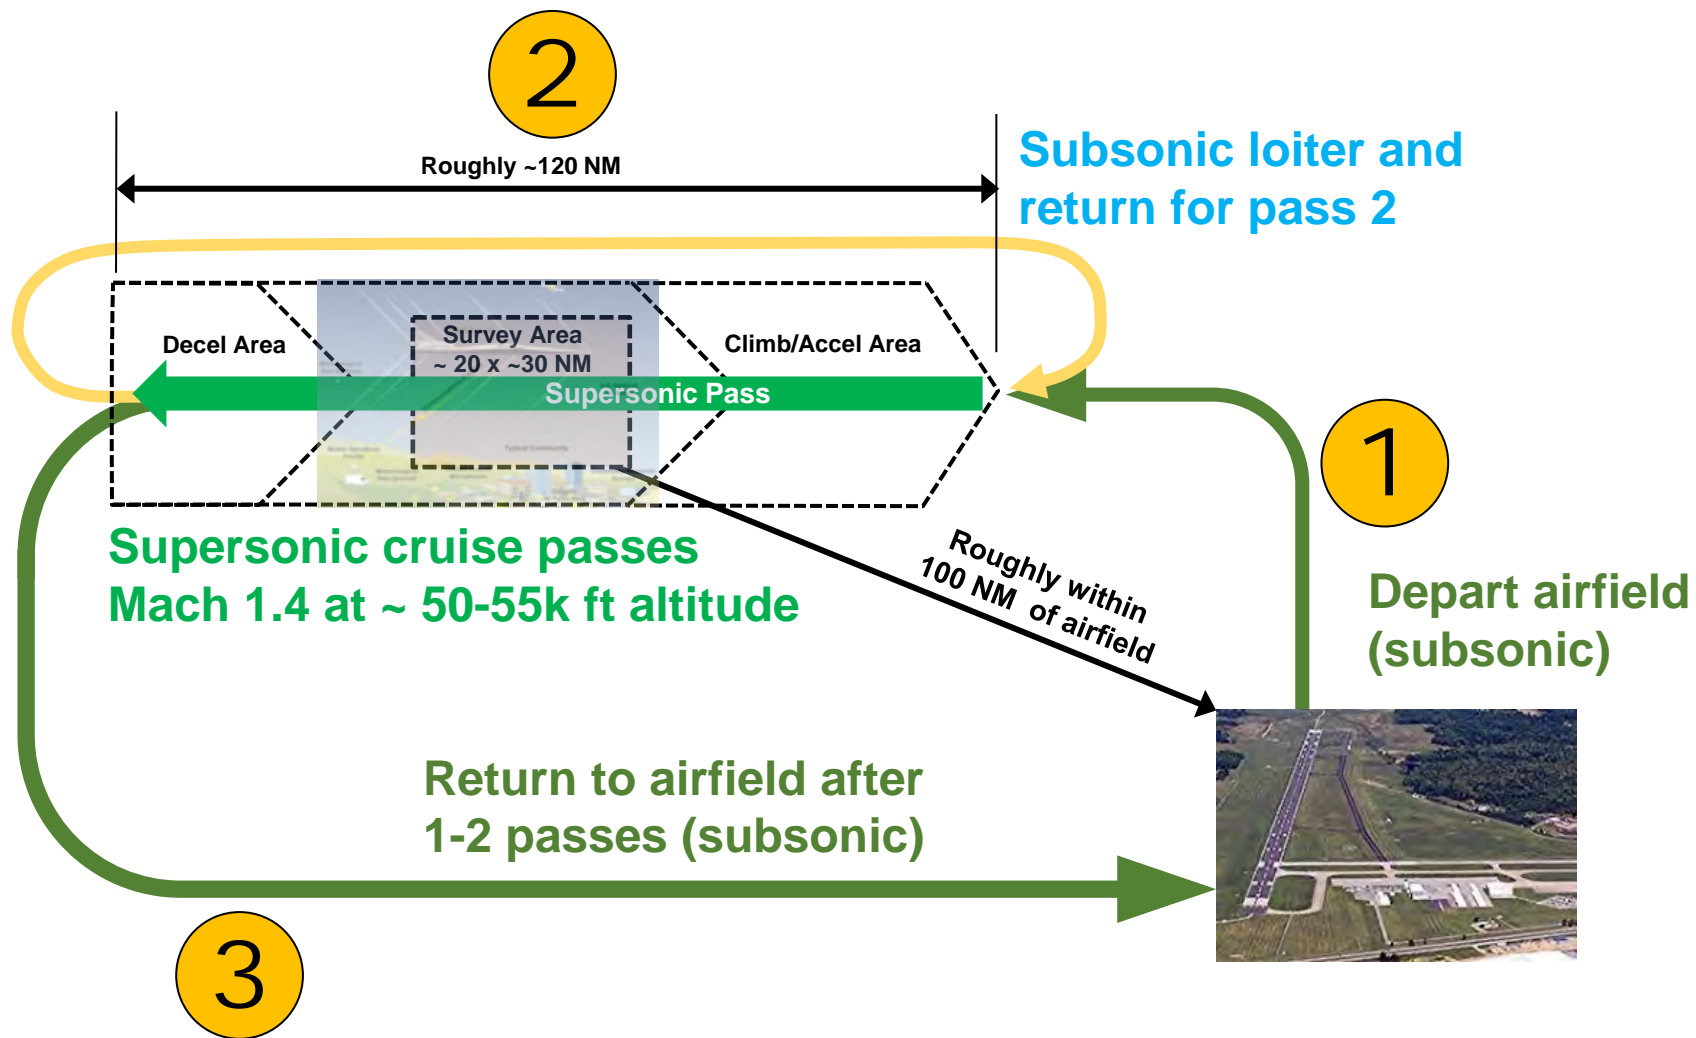 2
Roughly ~120 NM
Subsonic loiter and
return for pass 2
Decel Area
Survey Area
~ 20 x ~30 NM
Climb/Accel Area
Supersonic Pass
1
Supersonic cruise passes
Mach 1.4 at ~ 50-55k ft altitude
Roughly within
100 NM of airfield
Depart airfield
(subsonic)
Return to airfield after
1-2 passes (subsonic)
3